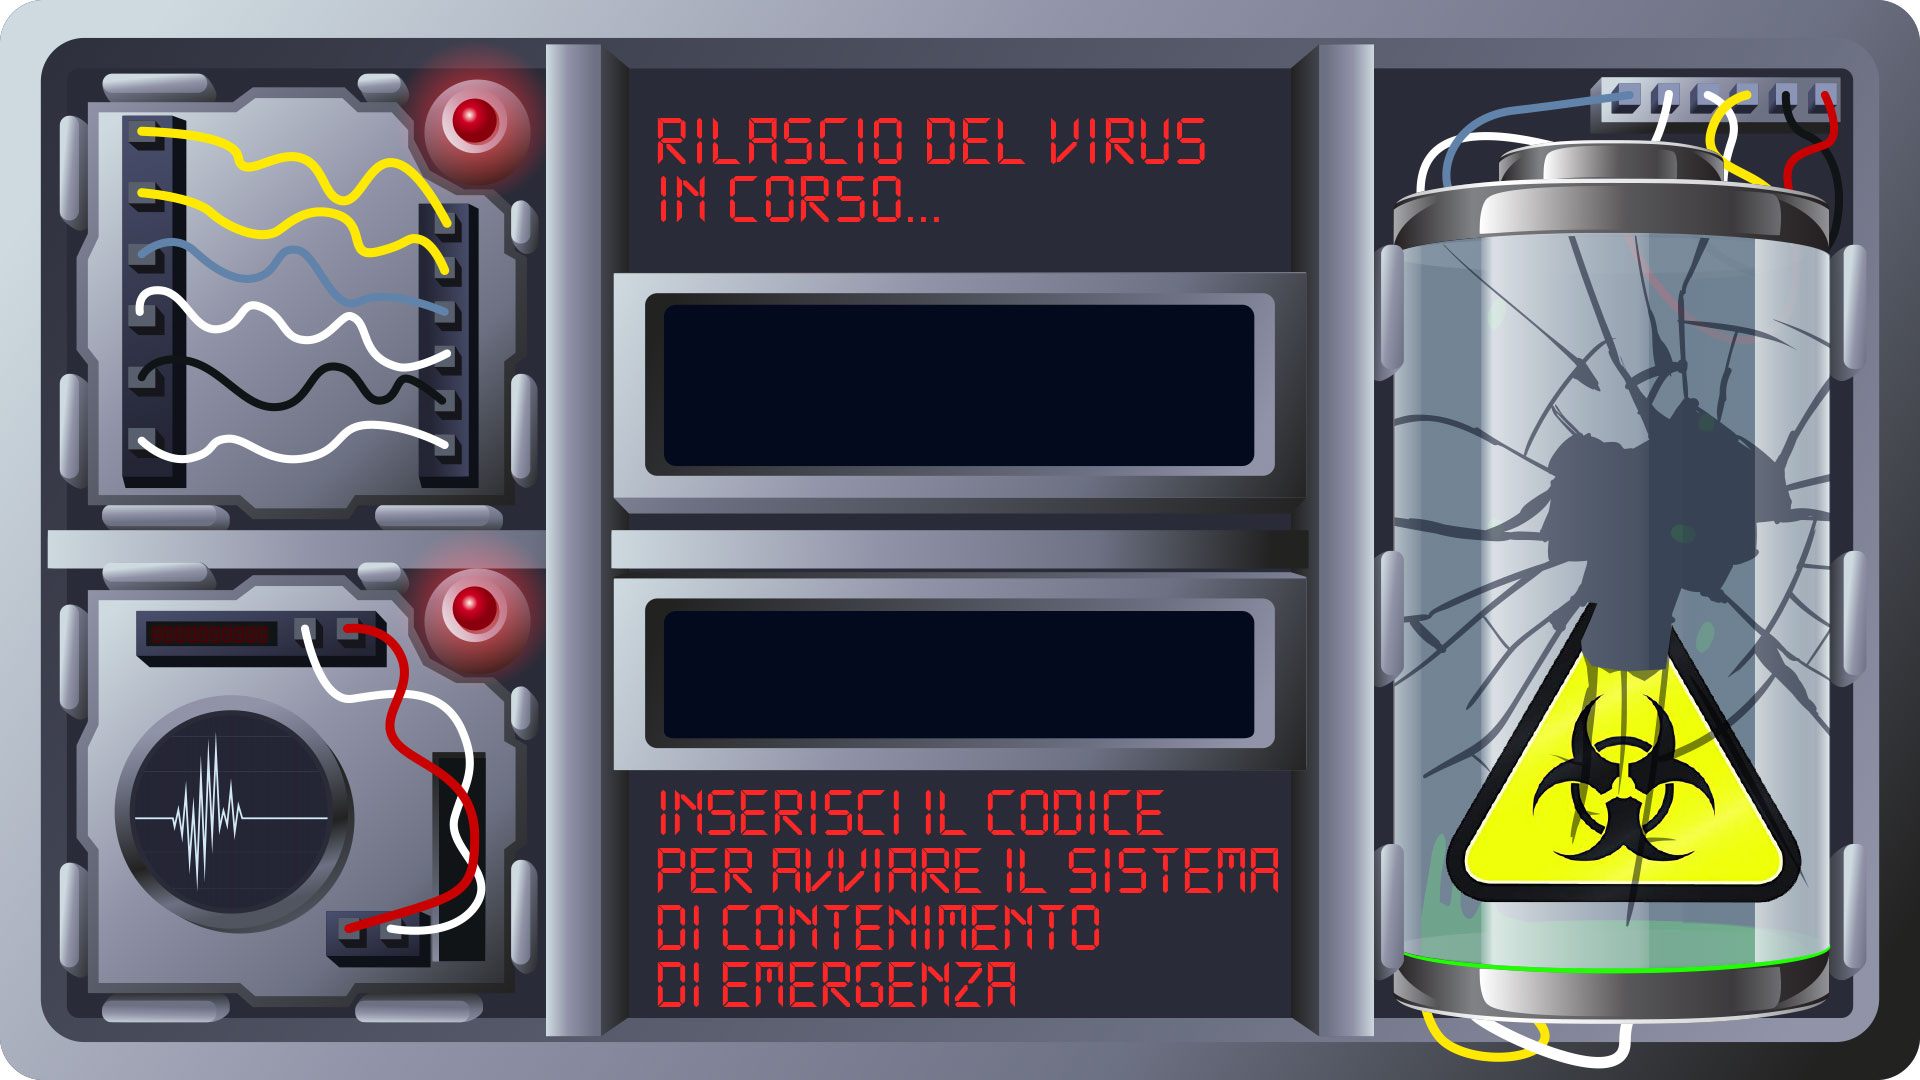 RILASCIO DEL VIRUS
IN CORSO...
INSERISCI IL CODICE
PER AVVIARE IL SISTEMA
DI CONTENIMENTO
DI EMERGENZA